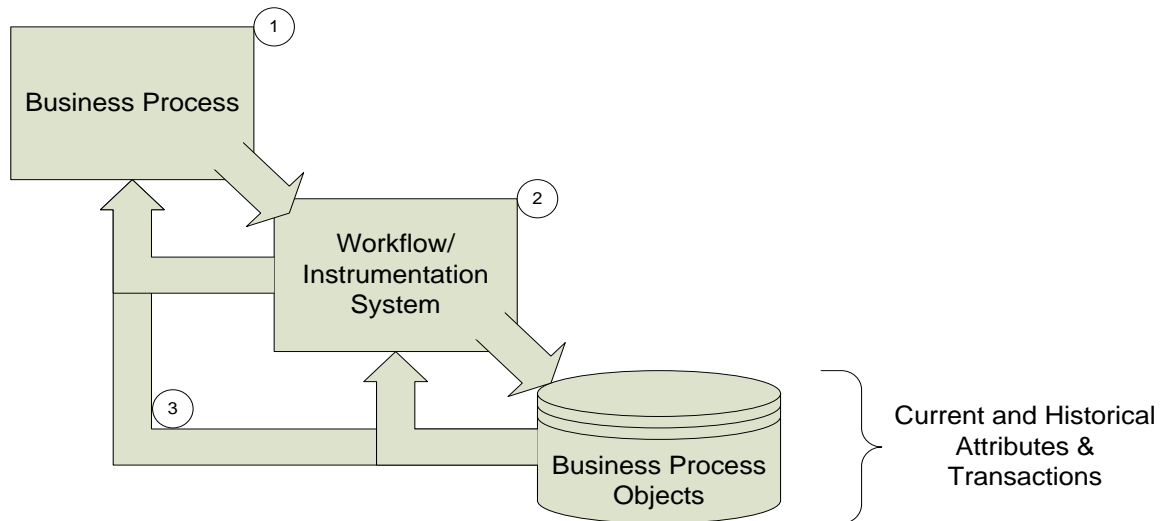 1
Business Process
2
Workflow/
Instrumentation
System
3
Business Process
Objects
Current and Historical
Attributes &
Transactions